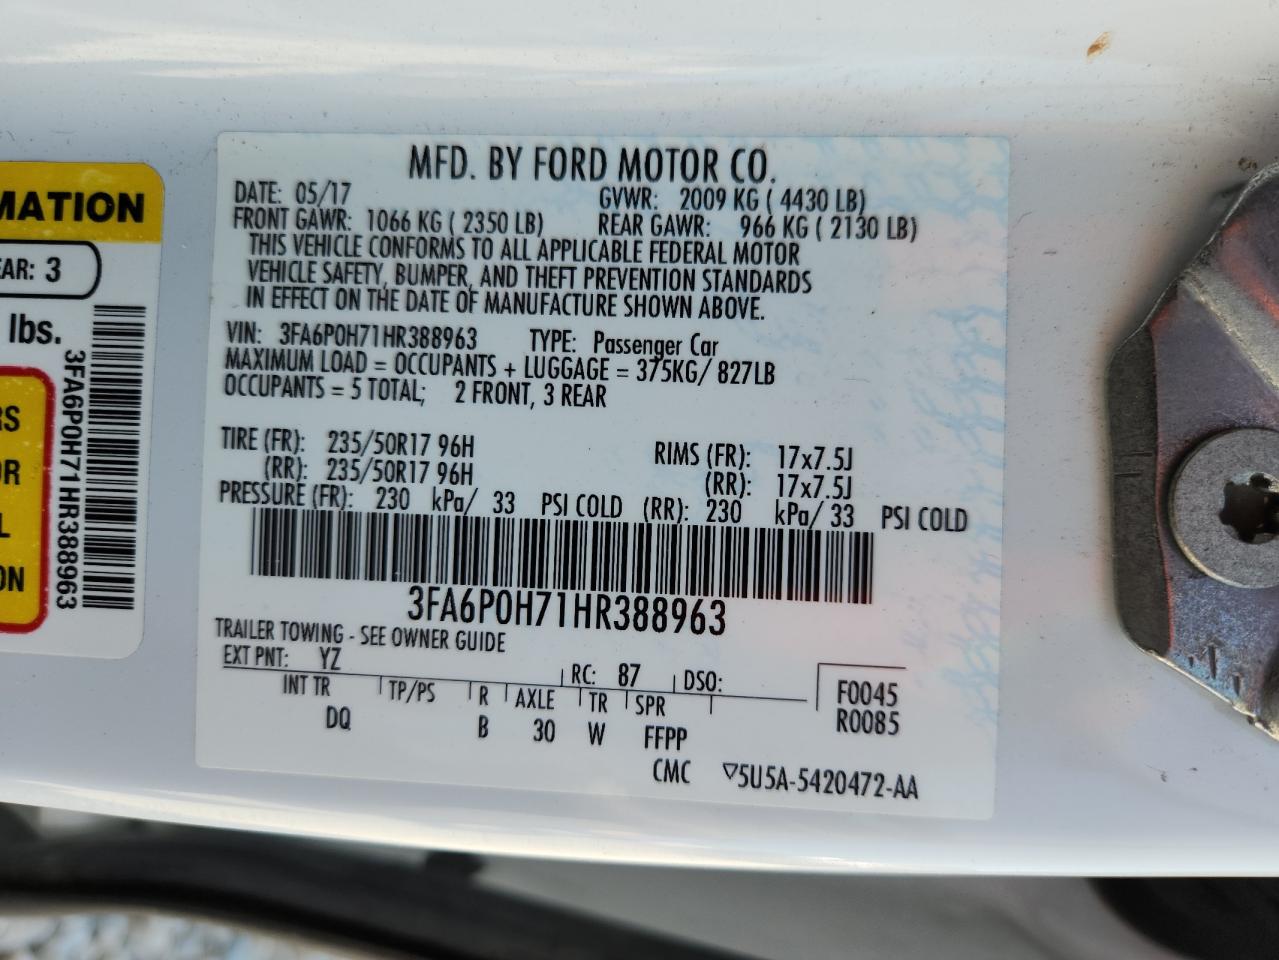 MFD. BY FORD MOTOR CO.
DATE: 05/17 GVWR: 2009 KG ( 4430 LB)
FRONT GAWR: 1066 KG ( 2350 LB) REAR GAWR: 966 KG ( 2130 LB)
THIS VEHICLE CONFORMS TO ALL APPLICABLE FEDERAL MOTOR
VEHICLE SAFETY, BUMPER, AND THEFT PREVENTION STANDARDS
IN EFFECT ON THE DATE OF MANUFACTURE SHOWN ABOVE.
VIN: 3FA6P0H71HR388963 TYPE: Passenger Car
MAXIMUM LOAD = OCCUPANTS + LUGGAGE = 375KG/ 827LB
OCCUPANTS = 5 TOTAL; 2 FRONT, 3 REAR
TIRE (FR): 235/50R17 96H RIMS (FR): 17x7.5J
(RR): 235/50R17 96H (RR): 17x7.5J
PRESSURE (FR): 230 kPa/ 33 PSI COLD (RR): 230 kPa/ 33 PSI COLD
3FA6P0H71HR388963
TRAILER TOWING - SEE OWNER GUIDE
EXT PNT: YZ RC: 87 DSO:
INT TR TP/PS R AXLE TR SPR F0045
DQ B 30 W FFPP R0085
CMC ▽5U5A-5420472-AA
MATION
EAR: 3
lbs.
3FA6P0H71HR388963
RS
OR
L
ON